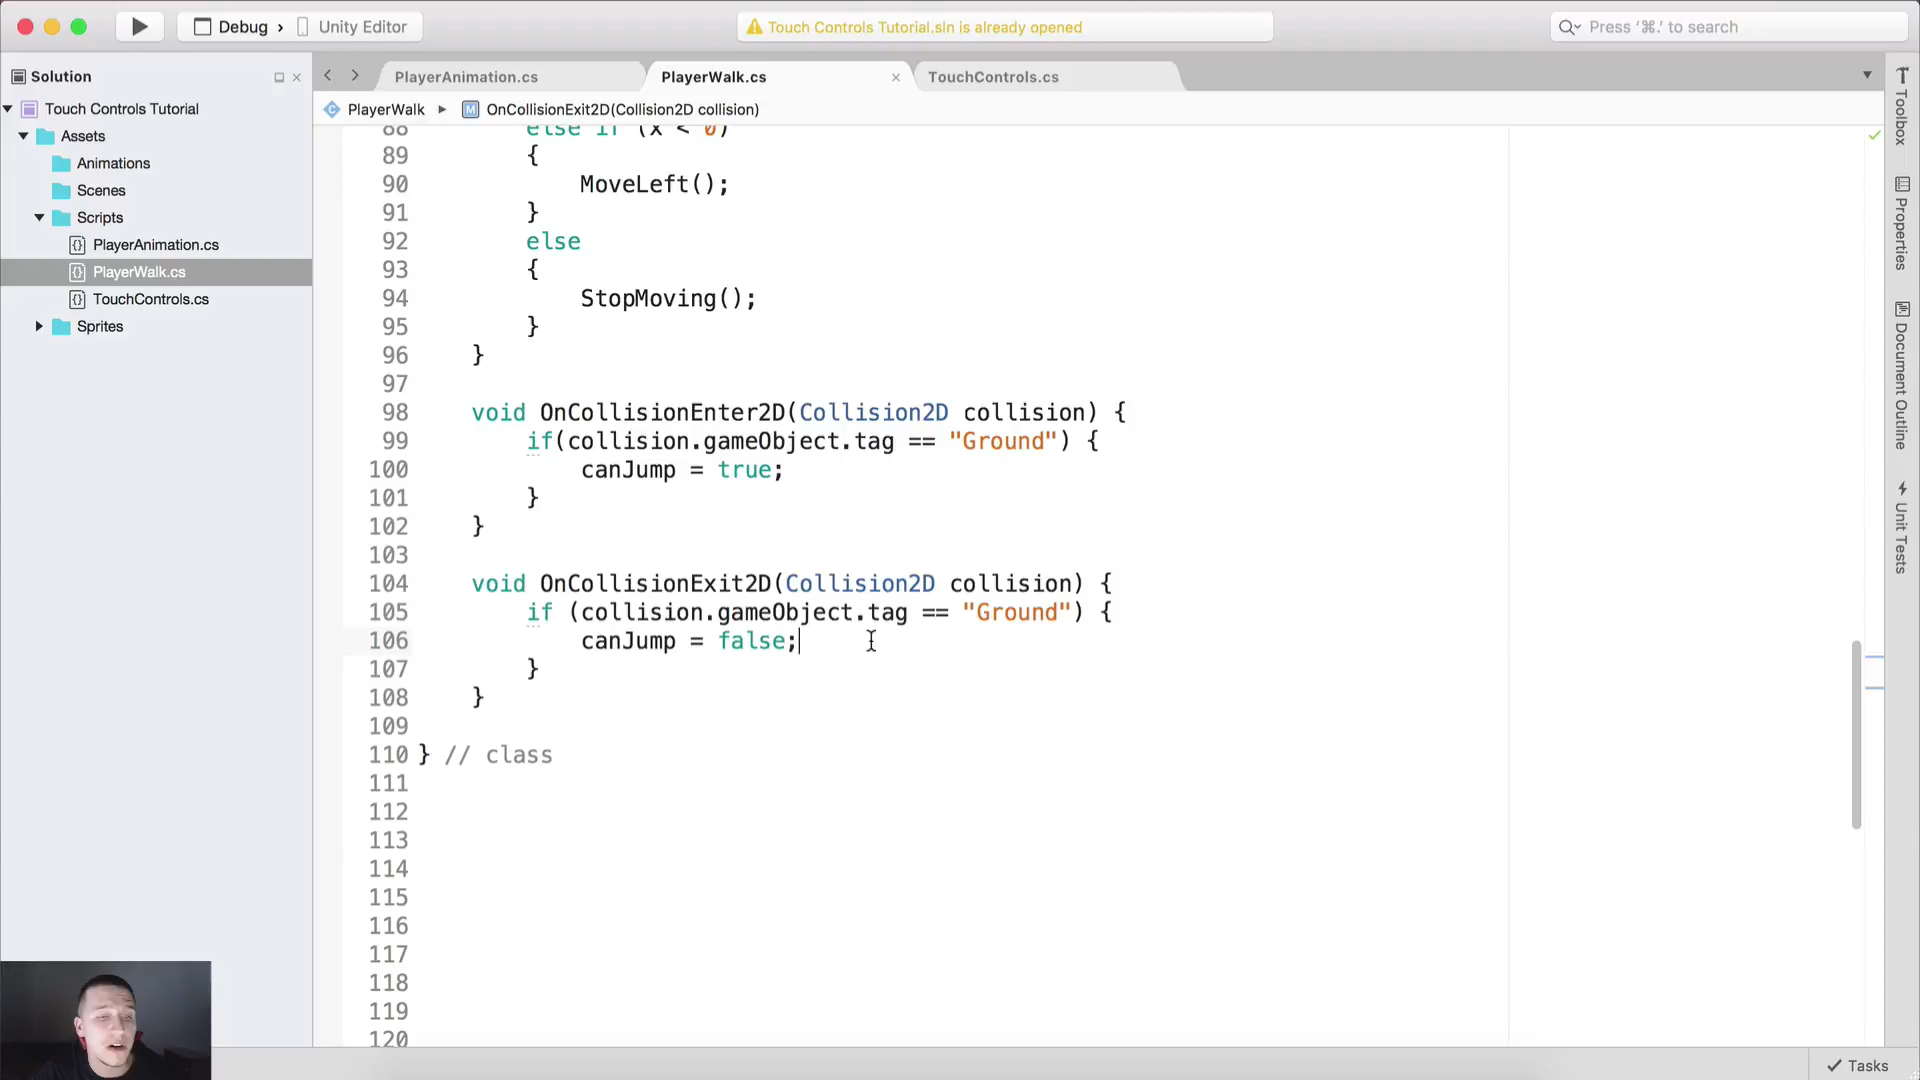 Debug › Unity Editor
Touch Controls Tutorial.sln is already opened
Press ‘⌘.’ to search
Solution
PlayerAnimation.cs
PlayerWalk.cs
TouchControls.cs
Touch Controls Tutorial
Assets
Animations
Scenes
Scripts
PlayerAnimation.cs
PlayerWalk.cs
TouchControls.cs
Sprites
PlayerWalk ▸ M OnCollisionExit2D(Collision2D collision)
88 else if (x < 0)
89 {
90 MoveLeft();
91 }
92 else
93 {
94 StopMoving();
95 }
96 }
97
98 void OnCollisionEnter2D(Collision2D collision) {
99 if(collision.gameObject.tag == "Ground") {
100 canJump = true;
101 }
102 }
103
104 void OnCollisionExit2D(Collision2D collision) {
105 if (collision.gameObject.tag == "Ground") {
106 canJump = false;
107 }
108 }
109
110 } // class
111
112
113
114
115
116
117
118
119
120
Toolbox
Properties
Document Outline
Unit Tests
Tasks